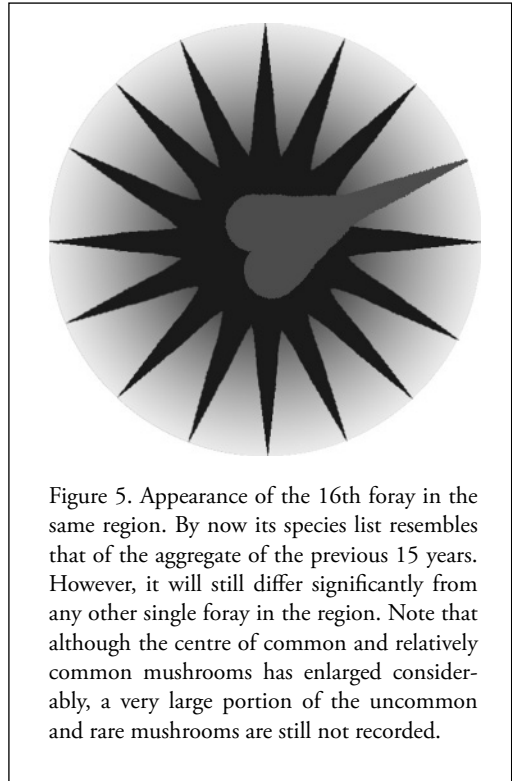 Figure 5. Appearance of the 16th foray in the
same region. By now its species list resembles
that of the aggregate of the previous 15 years.
However, it will still differ significantly from
any other single foray in the region. Note that
although the centre of common and relatively
common mushrooms has enlarged consider-
ably, a very large portion of the uncommon
and rare mushrooms are still not recorded.